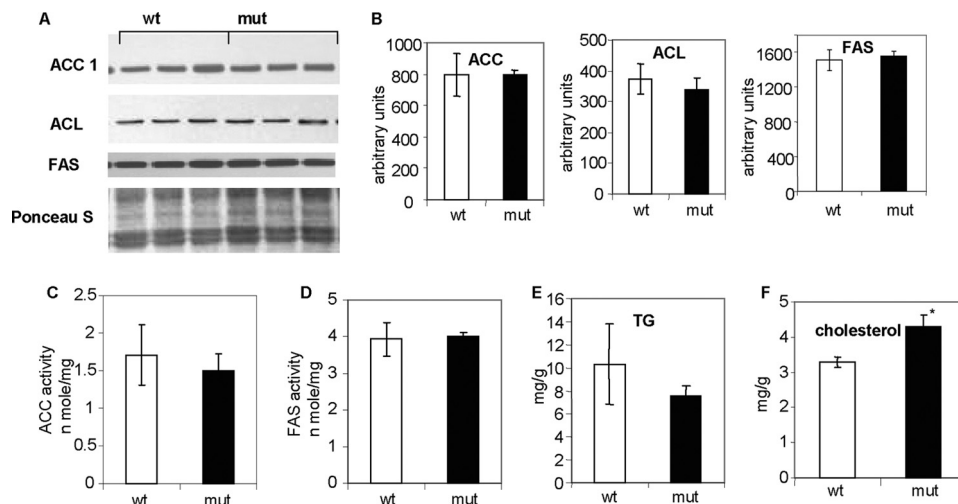 A
wt
mut
ACC 1
ACL
FAS
Ponceau S
B
arbitrary units
1000
800
600
400
200
0
ACC
wt
mut
arbitrary units
500
400
300
200
100
0
ACL
wt
mut
arbitrary units
1600
1200
800
400
0
FAS
wt
mut
C
ACC activity
n mole/mg
2.5
2
1.5
1
0.5
0
wt
mut
D
FAS activity
n mole/mg
5
4
3
2
1
0
wt
mut
E
mg/g
16
14
12
10
8
6
4
2
0
TG
wt
mut
F
mg/g
5
4
3
2
1
0
cholesterol
*
wt
mut